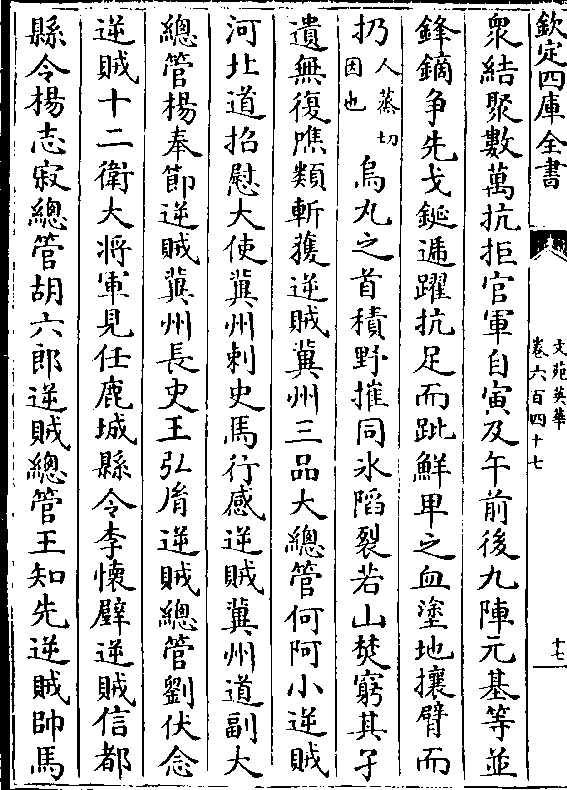 欽定四庫全書
文苑英華
卷六百四十七
十七
衆結聚數萬抗拒官軍自寅及午前後九陣元基等並
鋒鏑争先戈鋋遞躍抗足而跐鮮卑之血塗地攘臂而
扔人蒸切因也烏丸之首積野摧同氷䧟裂若山焚窮其孑
遺無復噍類斬獲逆賊冀州三品大總管何阿小逆賊
河北道招慰大使冀州刺史馬行感逆賊冀州道副大
總管楊奉節逆賊冀州長史王弘𦙍逆賊總管劉伏念
逆賊十二衛大将軍見任鹿城縣令李懷璧逆賊信都
縣令楊志寂總管胡六郎逆賊總管王知先逆賊帥馬